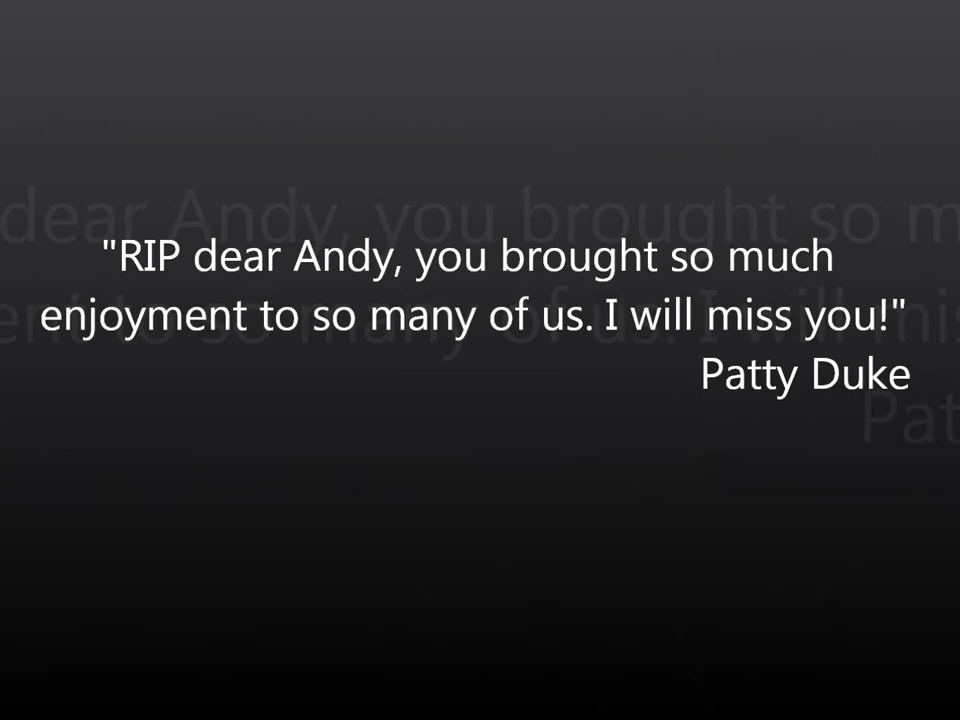 "RIP dear Andy, you brought so much
enjoyment to so many of us. I will miss you!"
Patty Duke